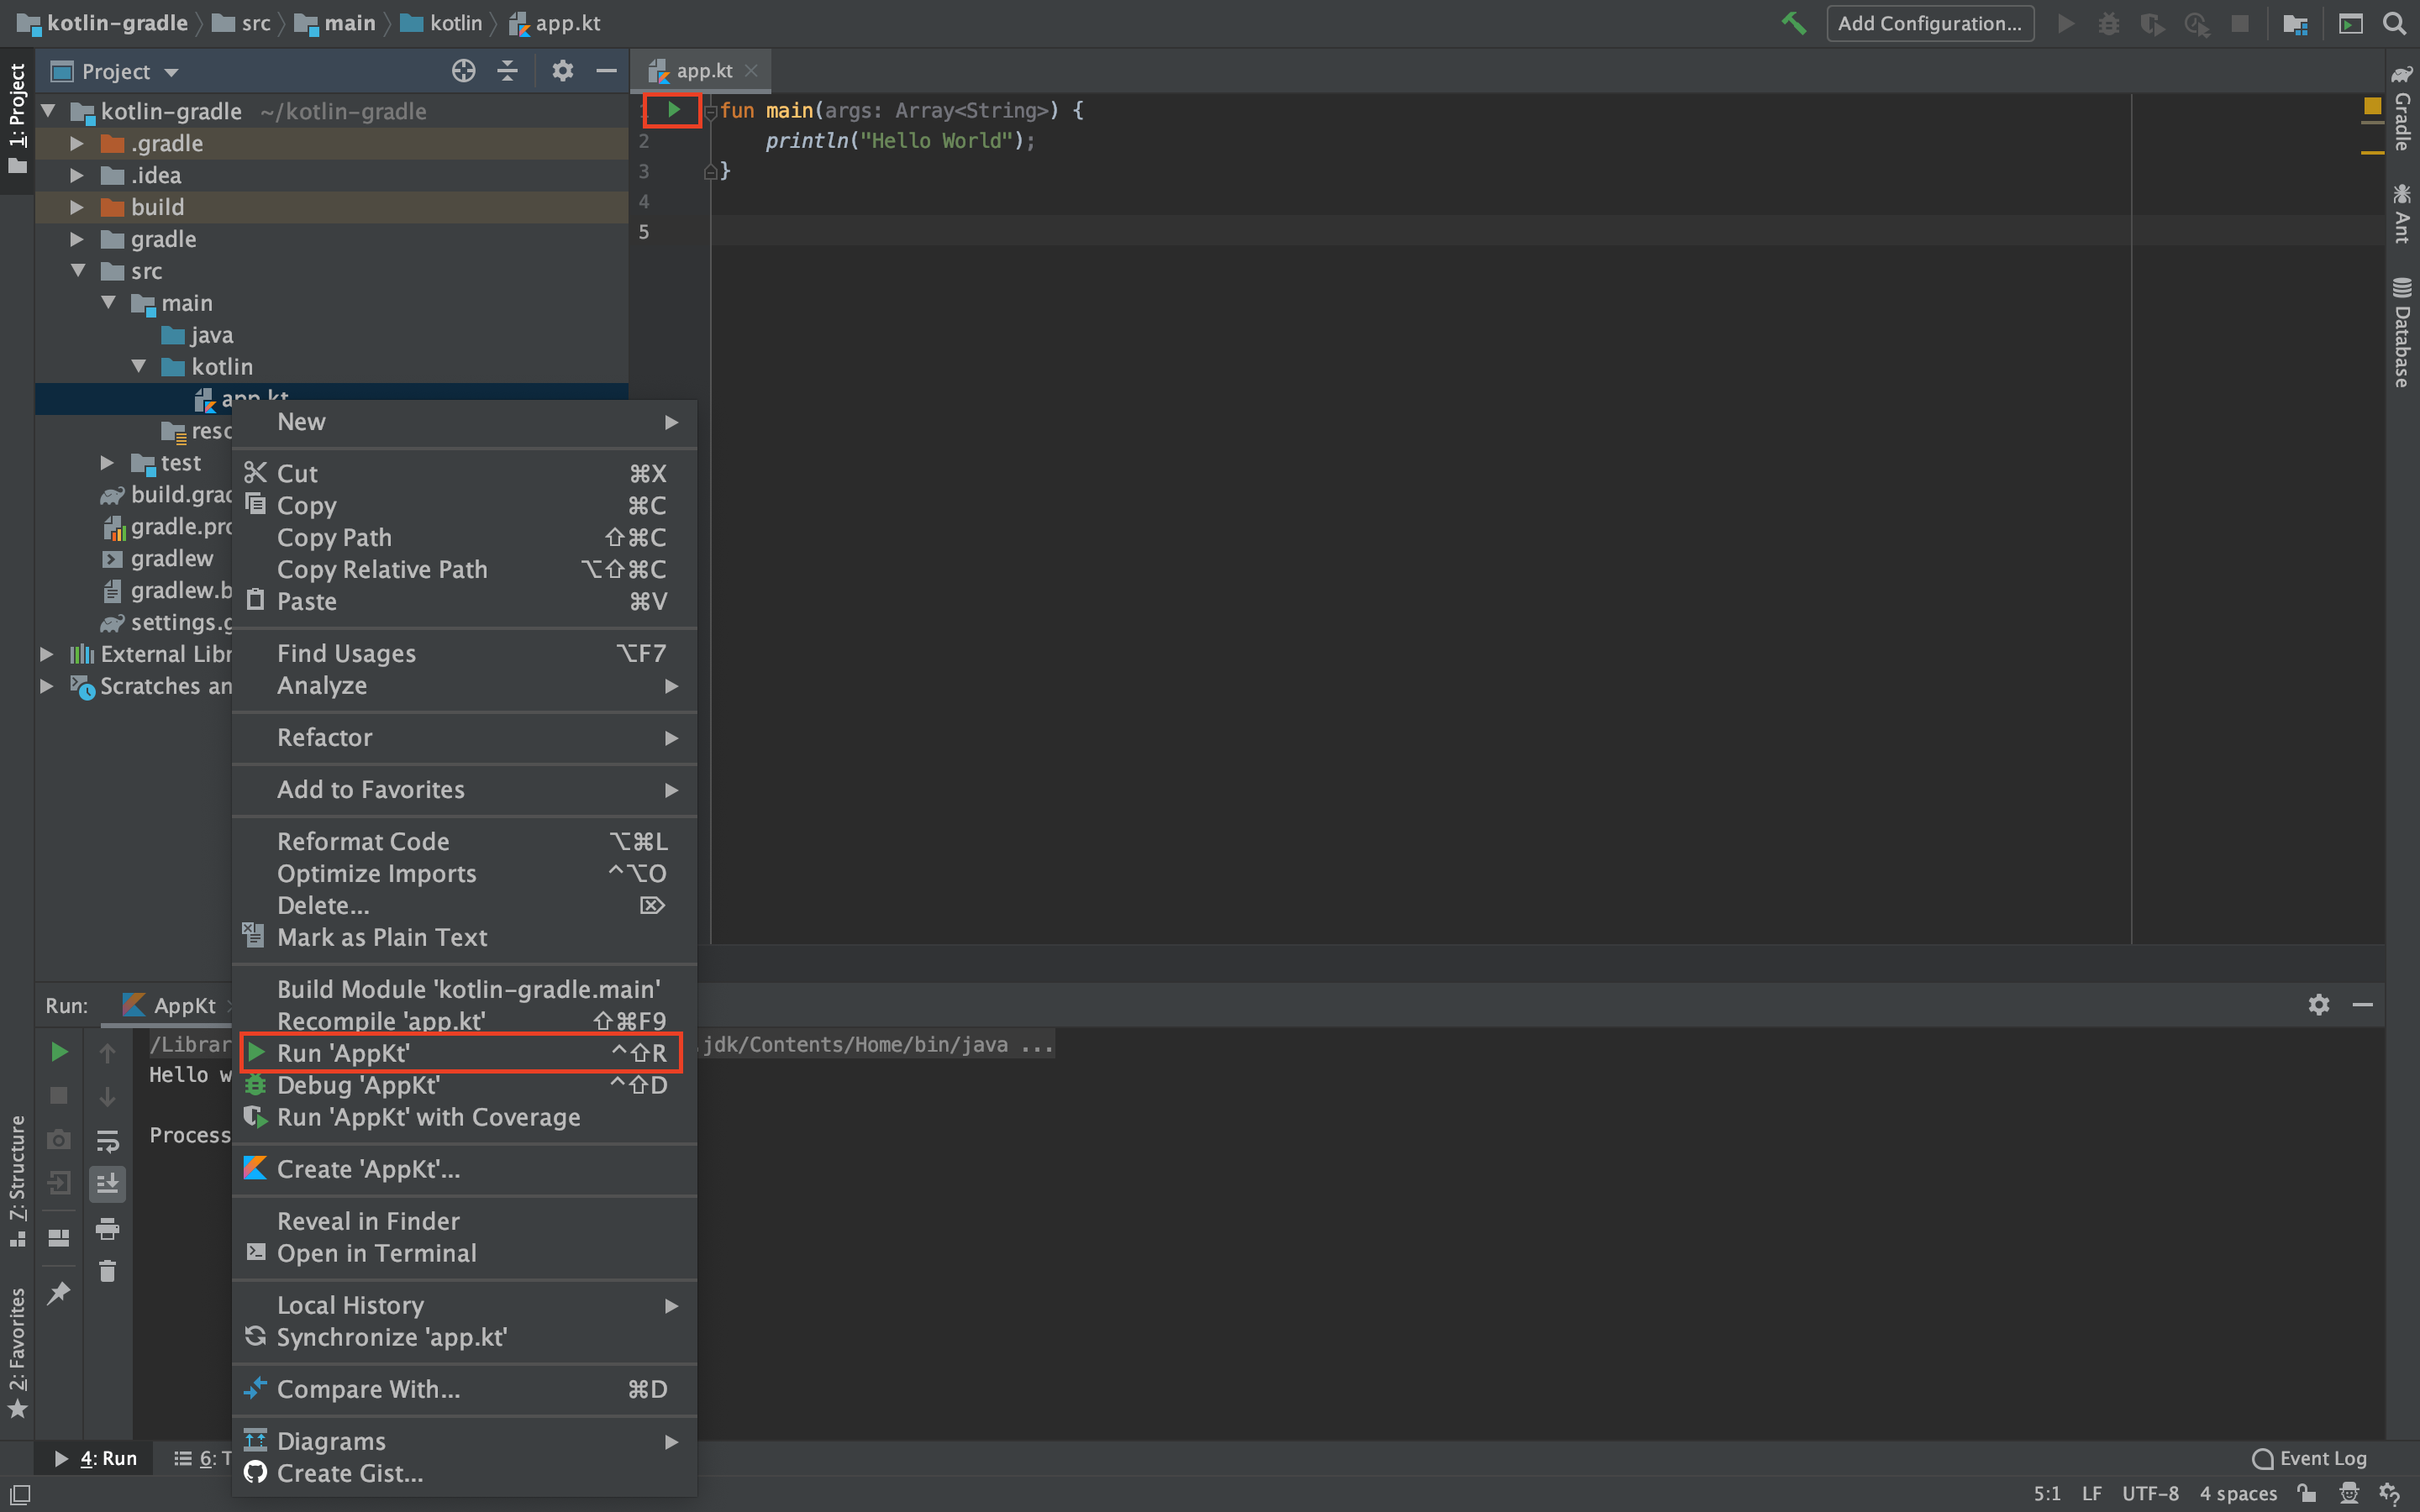 kotlin-gradle src main kotlin app.kt Add Configuration...
1: Project
Project
app.kt
kotlin-gradle ~/kotlin-gradle
.gradle
.idea
build
gradle
src
main
java
kotlin
app.kt
resc
test
build.grad
gradle.pro
gradlew
gradlew.b
settings.g
External Libr
Scratches an
1 fun main(args: Array<String>) {
2 println("Hello World");
3 }
4
5
Gradle
Ant
Database
New
Cut ⌘X
Copy ⌘C
Copy Path ⇧⌘C
Copy Relative Path ⌥⇧⌘C
Paste ⌘V
Find Usages ⌥F7
Analyze
Refactor
Add to Favorites
Reformat Code ⌥⌘L
Optimize Imports ^⌥O
Delete... ⌦
Mark as Plain Text
Build Module 'kotlin-gradle.main'
Recompile 'app.kt' ⇧⌘F9
Run 'AppKt' ^⇧R
Debug 'AppKt' ^⇧D
Run 'AppKt' with Coverage
Create 'AppKt'...
Reveal in Finder
Open in Terminal
Local History
Synchronize 'app.kt'
Compare With... ⌘D
Diagrams
Create Gist...
Run: AppKt
/Librar
jdk/Contents/Home/bin/java ...
Hello w
Process
7: Structure
2: Favorites
4: Run 6: T
Event Log
5:1 LF UTF-8 4 spaces